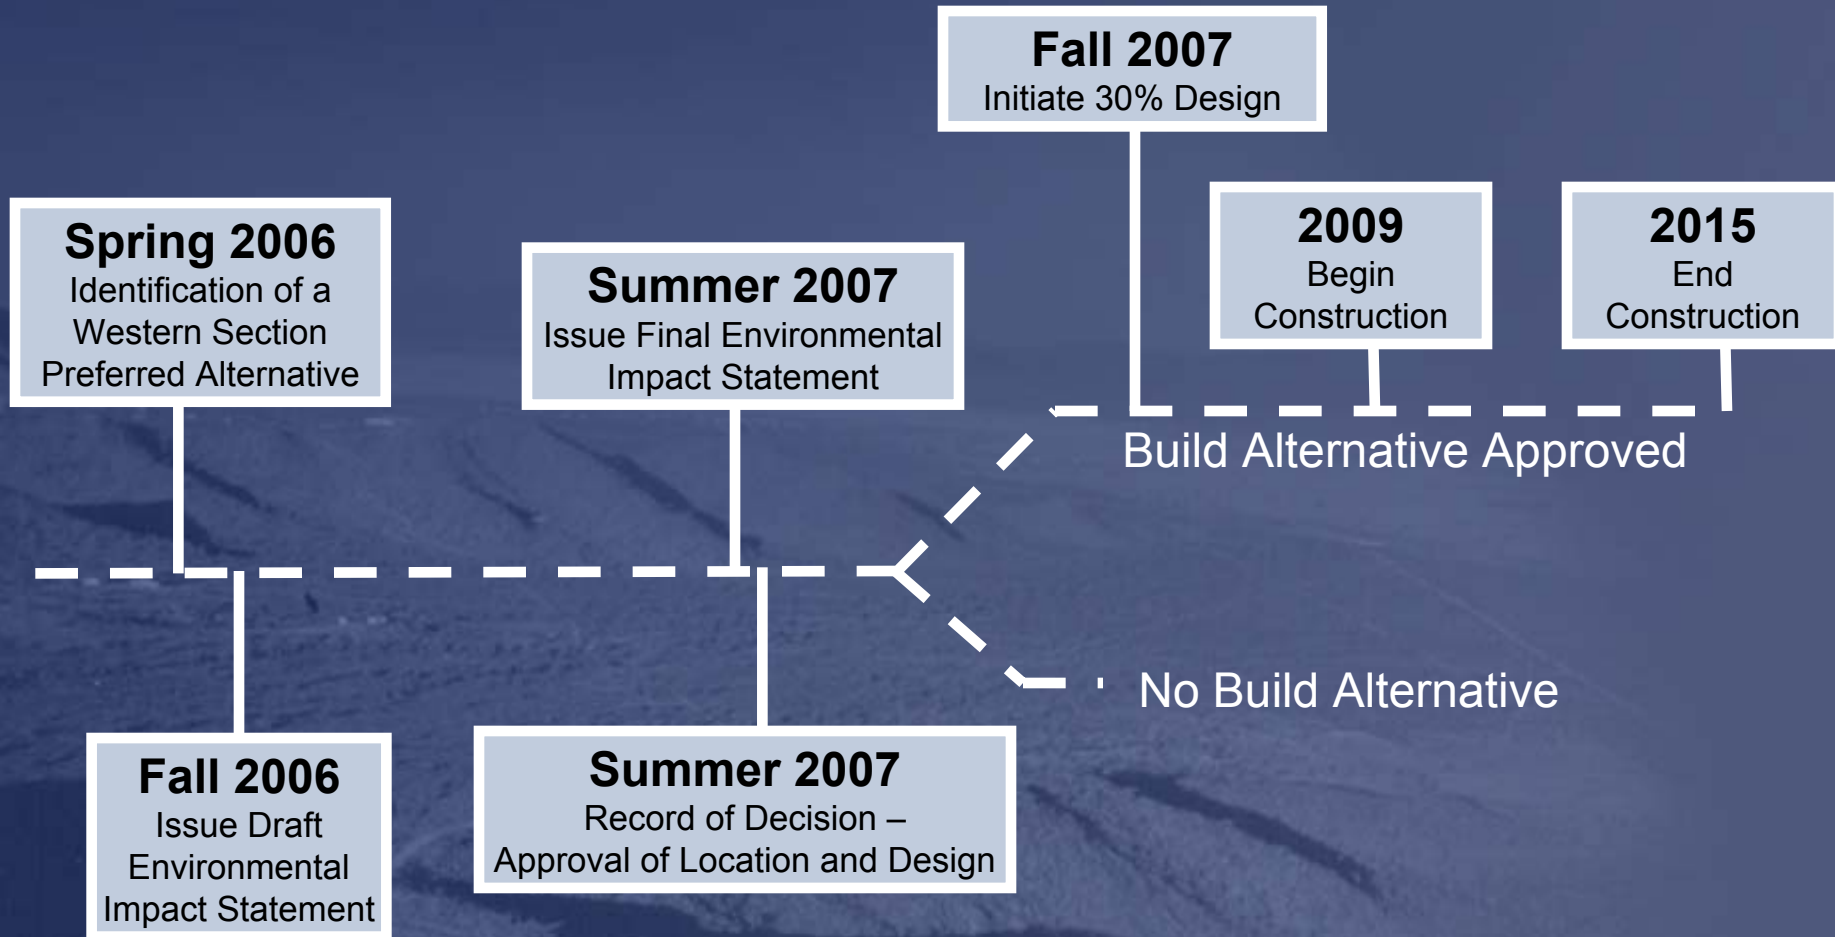 Fall 2007
Initiate 30% Design
Spring 2006
Identification of a
Western Section
Preferred Alternative
Summer 2007
Issue Final Environmental
Impact Statement
2009
Begin
Construction
2015
End
Construction
Build Alternative Approved
No Build Alternative
Fall 2006
Issue Draft
Environmental
Impact Statement
Summer 2007
Record of Decision –
Approval of Location and Design